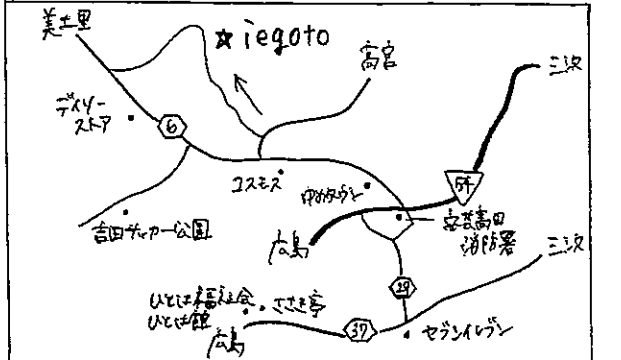 美土里
☆iegoto
高宮
三次
デイリー
ストア
6
54
コスモス
ゆめタウン
吉田サッカー公園
安芸高田
消防署
広島
三次
29
ひとは福祉会
ひとは館
ささき亭
37
セブンイレブン
広島